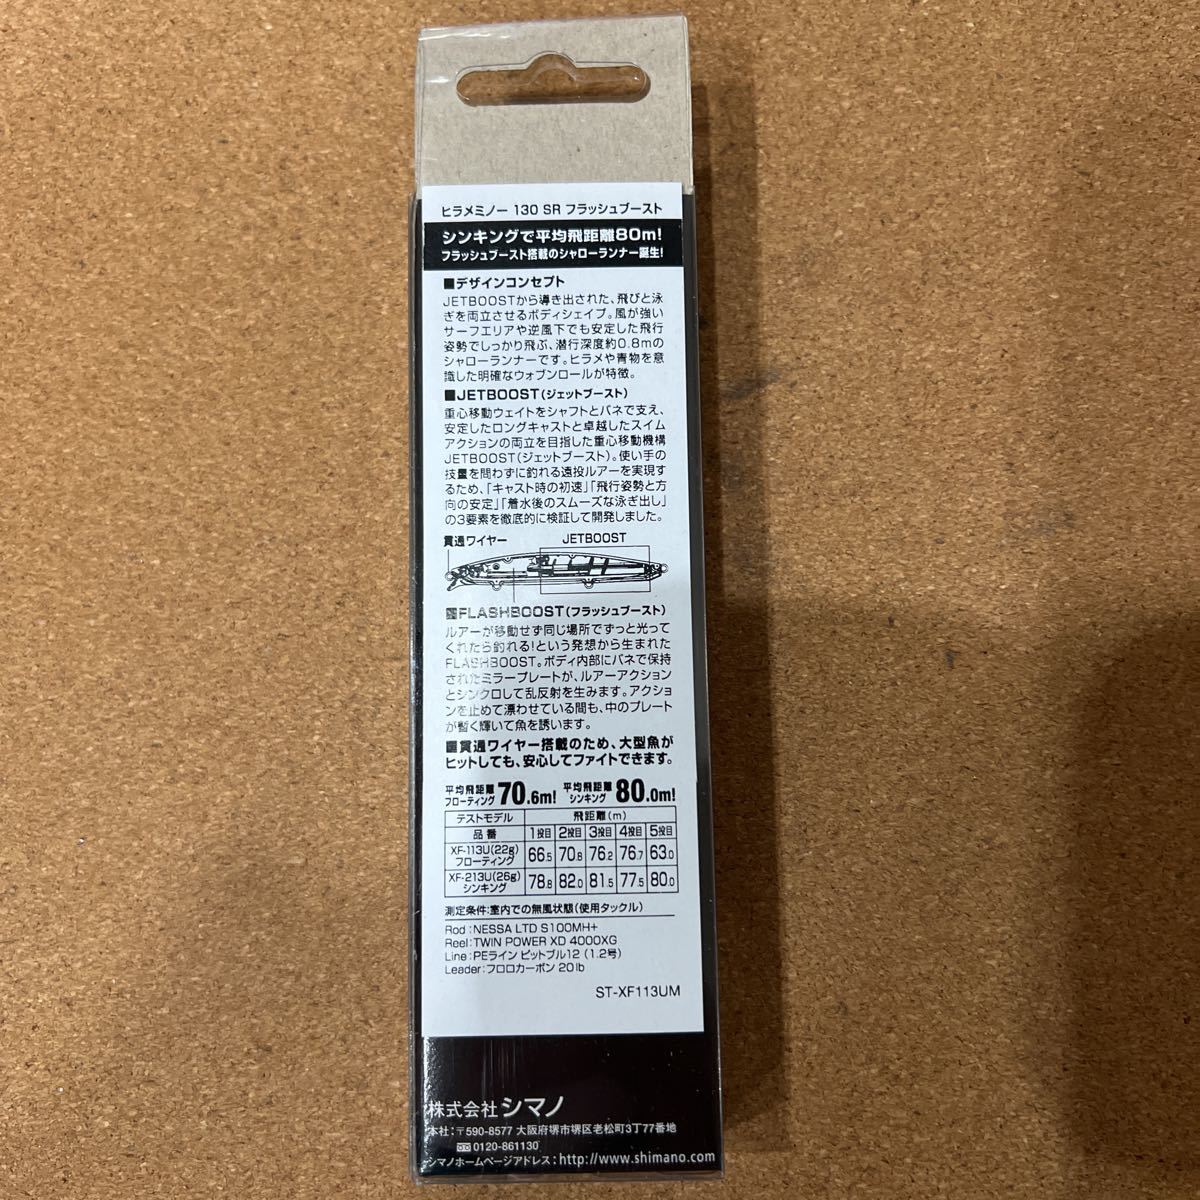 ヒラメミノー 130 SR フラッシュブースト
シンキングで平均飛距離80m!
フラッシュブースト搭載のシャローランナー誕生!
■デザインコンセプト
JETBOOSTから導き出された、飛びと泳
ぎを両立させるボディシェイプ。風が強い
サーフエリアや逆風下でも安定した飛行
姿勢でしっかり飛ぶ、潜行深度約0.8mの
シャローランナーです。ヒラメや青物を意
識した明確なウォブンロールが特徴。
■JETBOOST(ジェットブースト)
重心移動ウェイトをシャフトとバネで支え、
安定したロングキャストと卓越したスイム
アクションの両立を目指した重心移動機構
JETBOOST(ジェットブースト)。使い手の
技量を問わずに釣れる遠投ルアーを実現す
るため、「キャスト時の初速」「飛行姿勢と方
向の安定」「着水後のスムーズな泳ぎ出し」
の3要素を徹底的に検証して開発しました。
貫通ワイヤー JETBOOST
■FLASHBOOST(フラッシュブースト)
ルアーが移動せず同じ場所でずっと光って
くれたら釣れる!という発想から生まれた
FLASHBOOST。ボディ内部にバネで保持
されたミラープレートが、ルアーアクション
とシンクロして乱反射を生みます。アクショ
ンを止めて漂わせている間も、中のプレート
が暫く輝いて魚を誘います。
■貫通ワイヤー搭載のため、大型魚が
ヒットしても、安心してファイトできます。
平均飛距離 フローティング 70.6m! 平均飛距離 シンキング 80.0m!
テストモデル 飛距離(m)
品番 1投目 2投目 3投目 4投目 5投目
XF-113U(22g) フローティング 66.5 70.8 76.2 76.7 63.0
XF-213U(26g) シンキング 78.8 82.0 81.5 77.5 80.0
測定条件:室内での無風状態(使用タックル)
Rod:NESSA LTD S100MH+
Reel:TWIN POWER XD 4000XG
Line:PEライン ピットブル12 (1.2号)
Leader:フロロカーボン 20lb
ST-XF113UM
株式会社シマノ
本社:〒590-8577 大阪府堺市堺区老松町3丁77番地
0120-861130
シマノホームページアドレス:http://www.shimano.com